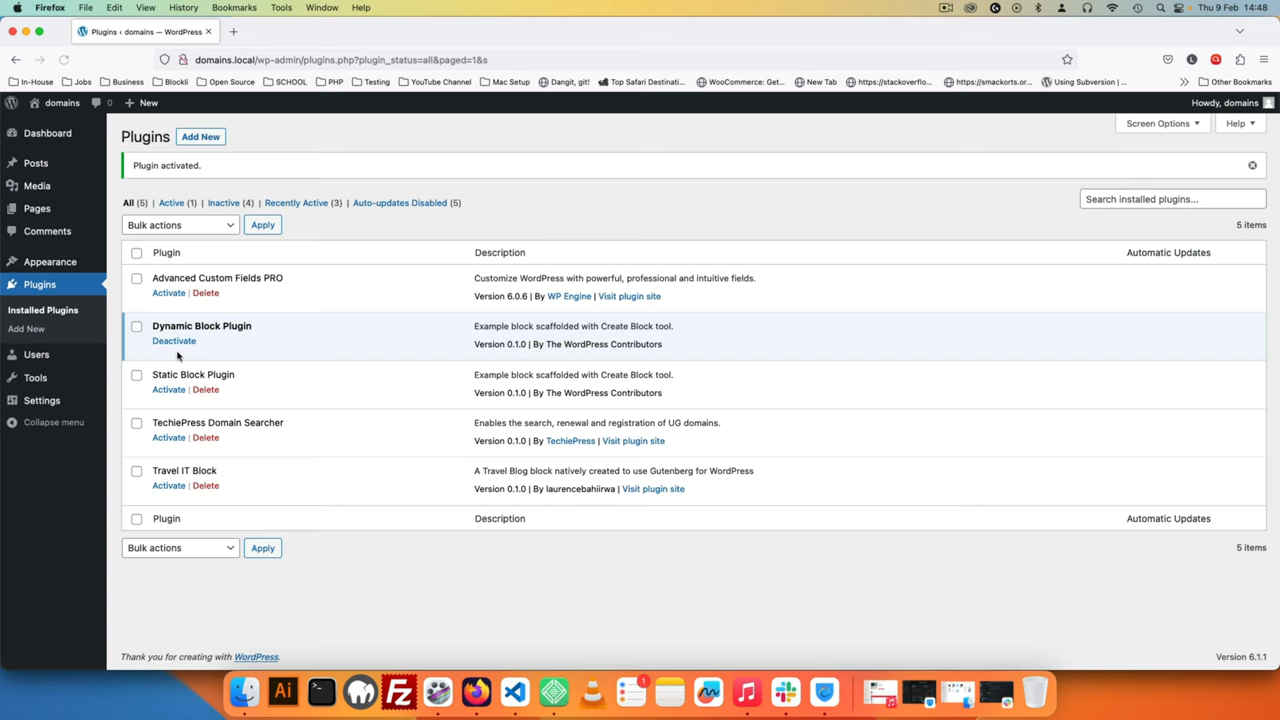 Firefox File Edit View History Bookmarks Tools Window Help Thu 9 Feb 14:48
Plugins ‹ domains — WordPress
domains.local/wp-admin/plugins.php?plugin_status=all&paged=1&s
In-House Jobs Business Blockli Open Source SCHOOL PHP Testing YouTube Channel Mac Setup Dangit, git! Top Safari Destinati... WooCommerce: Get... New Tab https://stackoverflo... https://smackorts.or... Using Subversion | ... Other Bookmarks
domains 0 New Howdy, domains
Dashboard
Posts
Media
Pages
Comments
Appearance
Plugins
Installed Plugins
Add New
Users
Tools
Settings
Collapse menu
Screen Options Help
Plugins Add New
Plugin activated.
All (5) | Active (1) | Inactive (4) | Recently Active (3) | Auto-updates Disabled (5)
Search installed plugins...
Bulk actions Apply 5 items
Plugin Description Automatic Updates
Advanced Custom Fields PRO Customize WordPress with powerful, professional and intuitive fields.
Activate | Delete Version 6.0.6 | By WP Engine | Visit plugin site
Dynamic Block Plugin Example block scaffolded with Create Block tool.
Deactivate Version 0.1.0 | By The WordPress Contributors
Static Block Plugin Example block scaffolded with Create Block tool.
Activate | Delete Version 0.1.0 | By The WordPress Contributors
TechiePress Domain Searcher Enables the search, renewal and registration of UG domains.
Activate | Delete Version 0.1.0 | By TechiePress | Visit plugin site
Travel IT Block A Travel Blog block natively created to use Gutenberg for WordPress
Activate | Delete Version 0.1.0 | By laurencebahiirwa | Visit plugin site
Plugin Description Automatic Updates
Bulk actions Apply 5 items
Thank you for creating with WordPress. Version 6.1.1
Ai
FZ
1